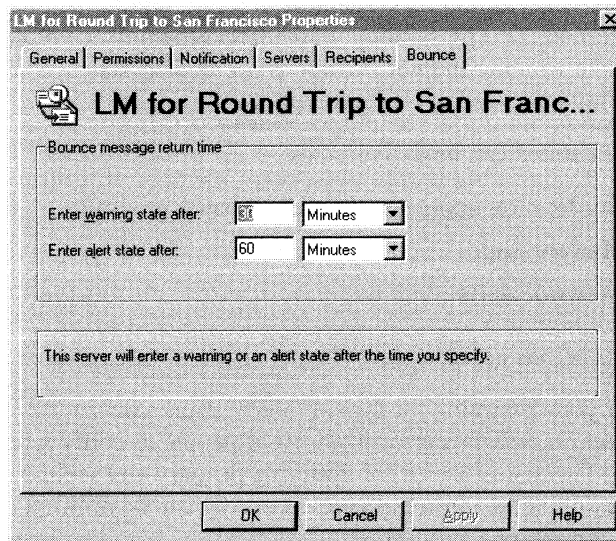 LM for Round Trip to San Francisco Properties
General Permissions Notification Servers Recipients Bounce
LM for Round Trip to San Franc...
Bounce message return time
Enter warning state after: 30 Minutes
Enter alert state after: 60 Minutes
This server will enter a warning or an alert state after the time you specify.
OK Cancel Apply Help